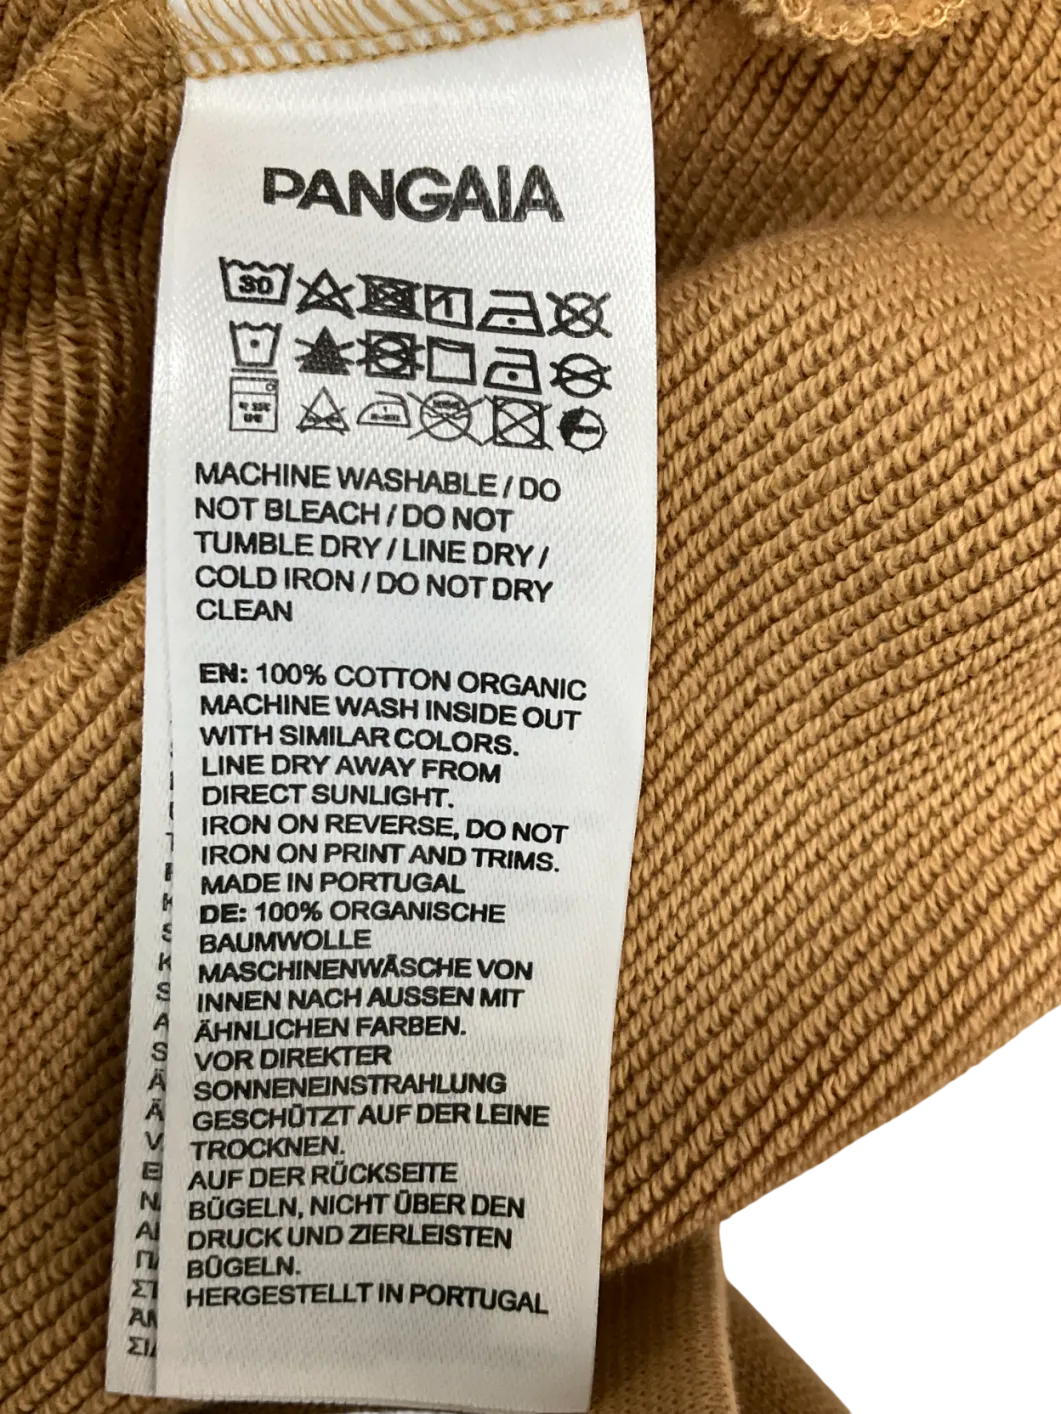 PANGAIA
30
MACHINE WASHABLE / DO
NOT BLEACH / DO NOT
TUMBLE DRY / LINE DRY /
COLD IRON / DO NOT DRY
CLEAN
EN: 100% COTTON ORGANIC
MACHINE WASH INSIDE OUT
WITH SIMILAR COLORS.
LINE DRY AWAY FROM
DIRECT SUNLIGHT.
IRON ON REVERSE, DO NOT
IRON ON PRINT AND TRIMS.
MADE IN PORTUGAL
DE: 100% ORGANISCHE
BAUMWOLLE
MASCHINENWÄSCHE VON
INNEN NACH AUSSEN MIT
ÄHNLICHEN FARBEN.
VOR DIREKTER
SONNENEINSTRAHLUNG
GESCHÜTZT AUF DER LEINE
TROCKNEN.
AUF DER RÜCKSEITE
BÜGELN, NICHT ÜBER DEN
DRUCK UND ZIERLEISTEN
BÜGELN.
HERGESTELLT IN PORTUGAL